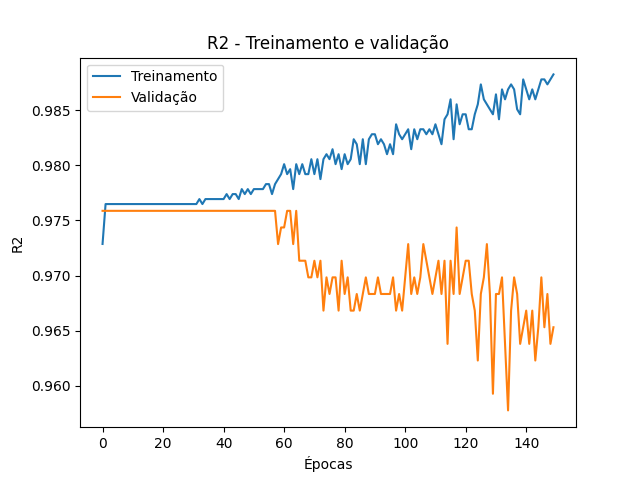 R2 - Treinamento e validação
Treinamento
Validação
0.985
0.980
0.975
0.970
0.965
0.960
R2
0 20 40 60 80 100 120 140
Épocas